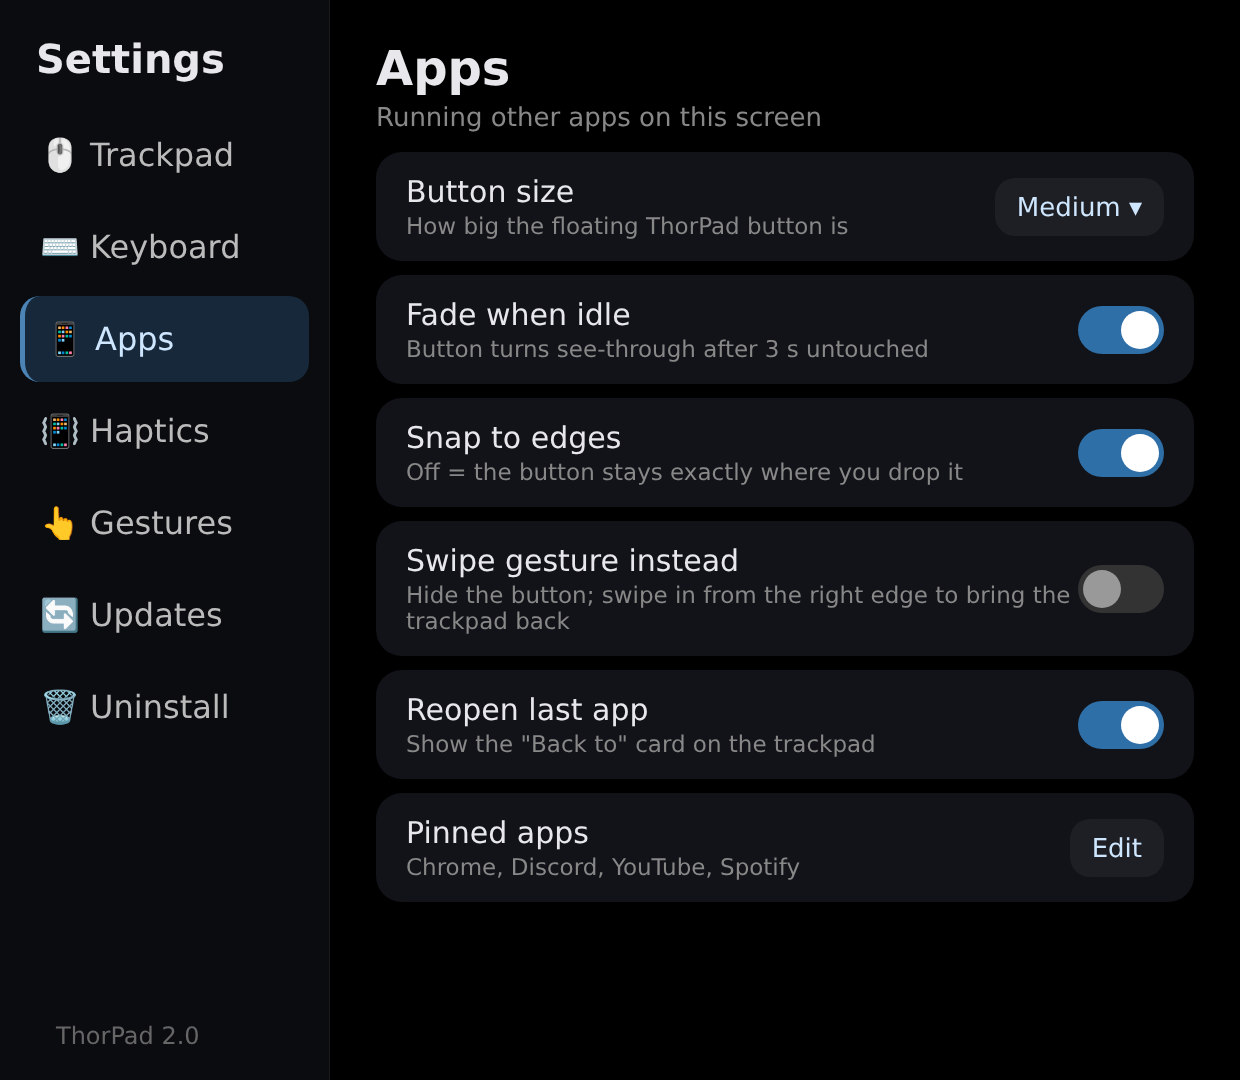 Settings
Trackpad
Keyboard
Apps
Haptics
Gestures
Updates
Uninstall
ThorPad 2.0
Apps
Running other apps on this screen
Button size
How big the floating ThorPad button is
Medium ▾
Fade when idle
Button turns see-through after 3 s untouched
Snap to edges
Off = the button stays exactly where you drop it
Swipe gesture instead
Hide the button; swipe in from the right edge to bring the
trackpad back
Reopen last app
Show the "Back to" card on the trackpad
Pinned apps
Chrome, Discord, YouTube, Spotify
Edit